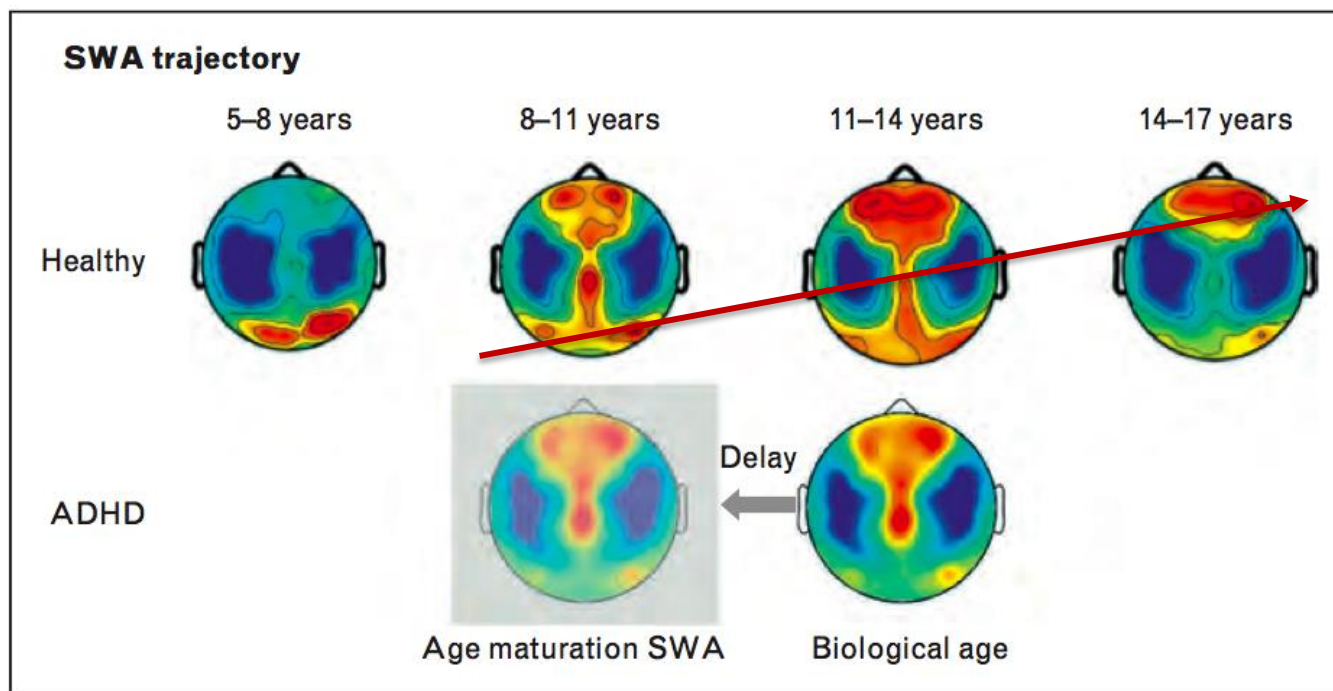 SWA trajectory
5–8 years
8–11 years
11–14 years
14–17 years
Healthy
Delay
ADHD
Age maturation SWA
Biological age